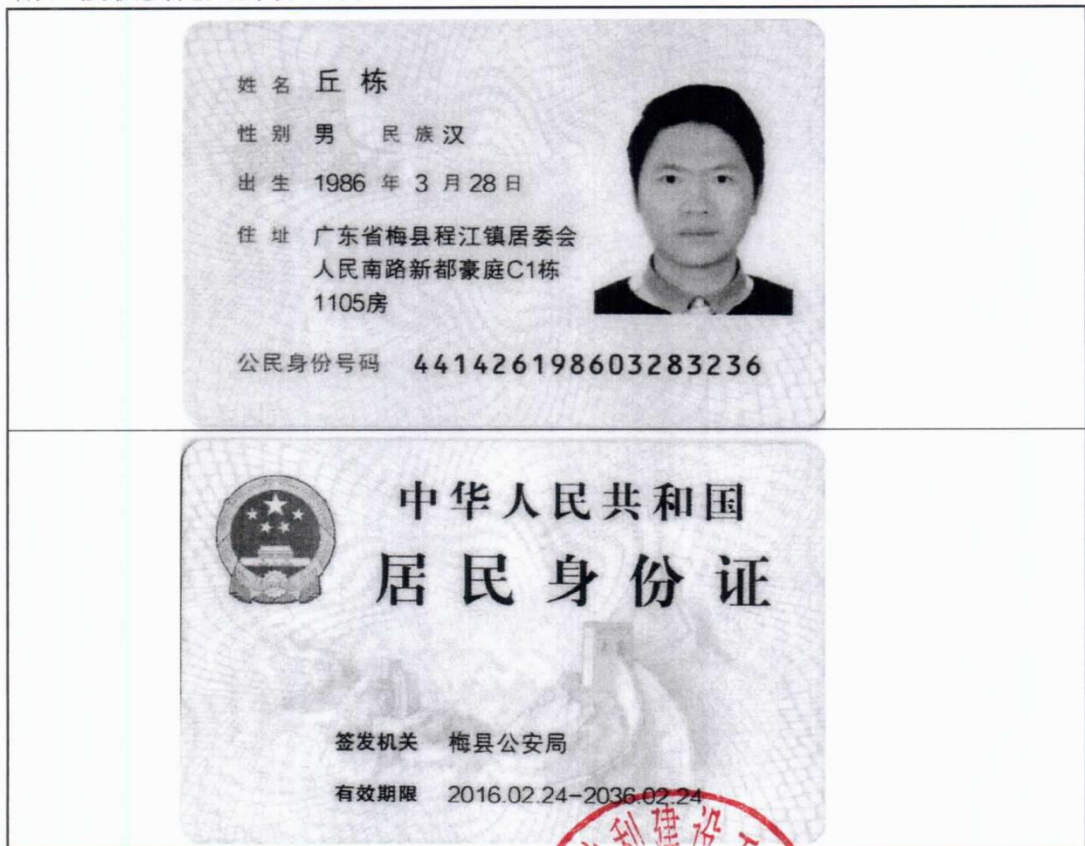 姓名 丘栋
性别 男 民族 汉
出生 1986 年 3 月 28 日
住址 广东省梅县程江镇居委会
人民南路新都豪庭C1栋
1105房
公民身份号码 441426198603283236
中华人民共和国
居民身份证
签发机关 梅县公安局
有效期限 2016.02.24-2036.02.24
利建设